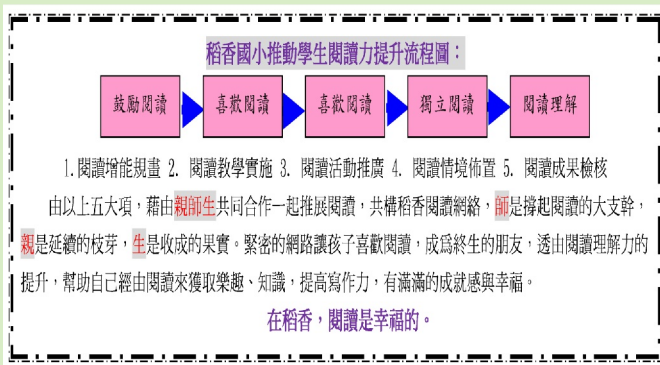 稻香國小推動學生閱讀力提升流程圖：
鼓勵閱讀 喜歡閱讀 喜歡閱讀 獨立閱讀 閱讀理解
1.閱讀增能規畫 2. 閱讀教學實施 3. 閱讀活動推廣 4. 閱讀情境佈置 5. 閱讀成果檢核
由以上五大項，藉由親師生共同合作一起推展閱讀，共構稻香閱讀網絡，師是撐起閱讀的大支幹，
親是延續的枝芽，生是收成的果實。緊密的網路讓孩子喜歡閱讀，成為終生的朋友，透由閱讀理解力的
提升，幫助自己經由閱讀來獲取樂趣、知識，提高寫作力，有滿滿的成就感與幸福。
在稻香，閱讀是幸福的。